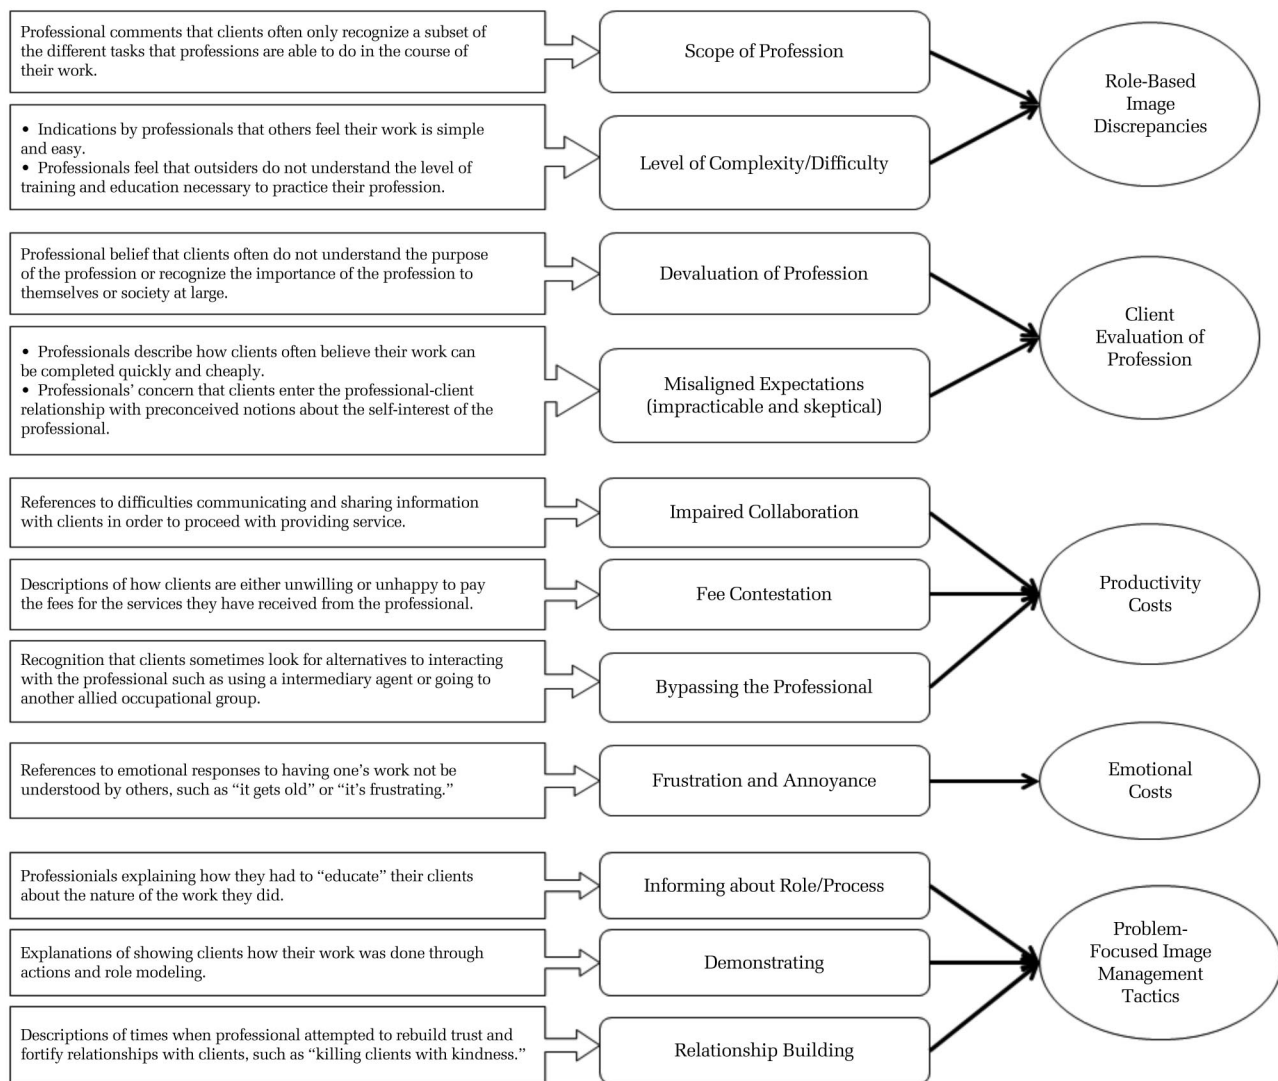 Professional comments that clients often only recognize a subset of
the different tasks that professions are able to do in the course of
their work.
Scope of Profession
Role-Based
Image
Discrepancies
• Indications by professionals that others feel their work is simple
and easy.
• Professionals feel that outsiders do not understand the level of
training and education necessary to practice their profession.
Level of Complexity/Difficulty
Professional belief that clients often do not understand the purpose
of the profession or recognize the importance of the profession to
themselves or society at large.
Devaluation of Profession
Client
Evaluation of
Profession
• Professionals describe how clients often believe their work can
be completed quickly and cheaply.
• Professionals’ concern that clients enter the professional-client
relationship with preconceived notions about the self-interest of the
professional.
Misaligned Expectations
(impracticable and skeptical)
References to difficulties communicating and sharing information
with clients in order to proceed with providing service.
Impaired Collaboration
Descriptions of how clients are either unwilling or unhappy to pay
the fees for the services they have received from the professional.
Fee Contestation
Productivity
Costs
Recognition that clients sometimes look for alternatives to interacting
with the professional such as using a intermediary agent or going to
another allied occupational group.
Bypassing the Professional
References to emotional responses to having one’s work not be
understood by others, such as “it gets old” or “it’s frustrating.”
Frustration and Annoyance
Emotional
Costs
Professionials explaining how they had to “educate” their clients
about the nature of the work they did.
Informing about Role/Process
Explanations of showing clients how their work was done through
actions and role modeling.
Demonstrating
Problem-
Focused Image
Management
Tactics
Descriptions of times when professional attempted to rebuild trust and
fortify relationships with clients, such as “killing clients with kindness.”
Relationship Building